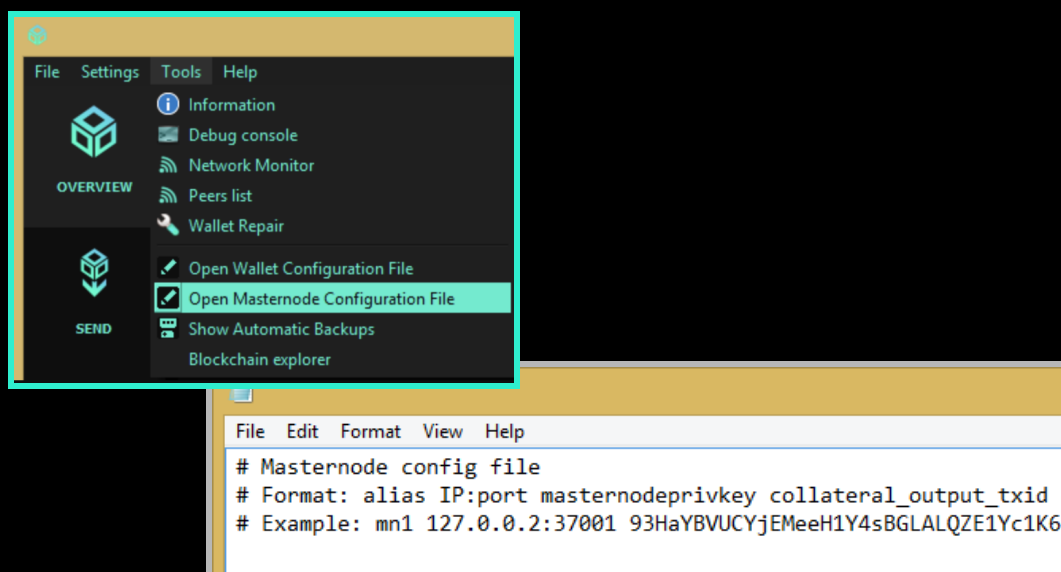 File Settings Tools Help
Information
Debug console
Network Monitor
OVERVIEW
Peers list
Wallet Repair
Open Wallet Configuration File
Open Masternode Configuration File
SEND
Show Automatic Backups
Blockchain explorer
File Edit Format View Help
# Masternode config file
# Format: alias IP:port masternodeprivkey collateral_output_txid
# Example: mn1 127.0.0.2:37001 93HaYBVUCYjEMeeH1Y4sBGLALQZE1Yc1K6